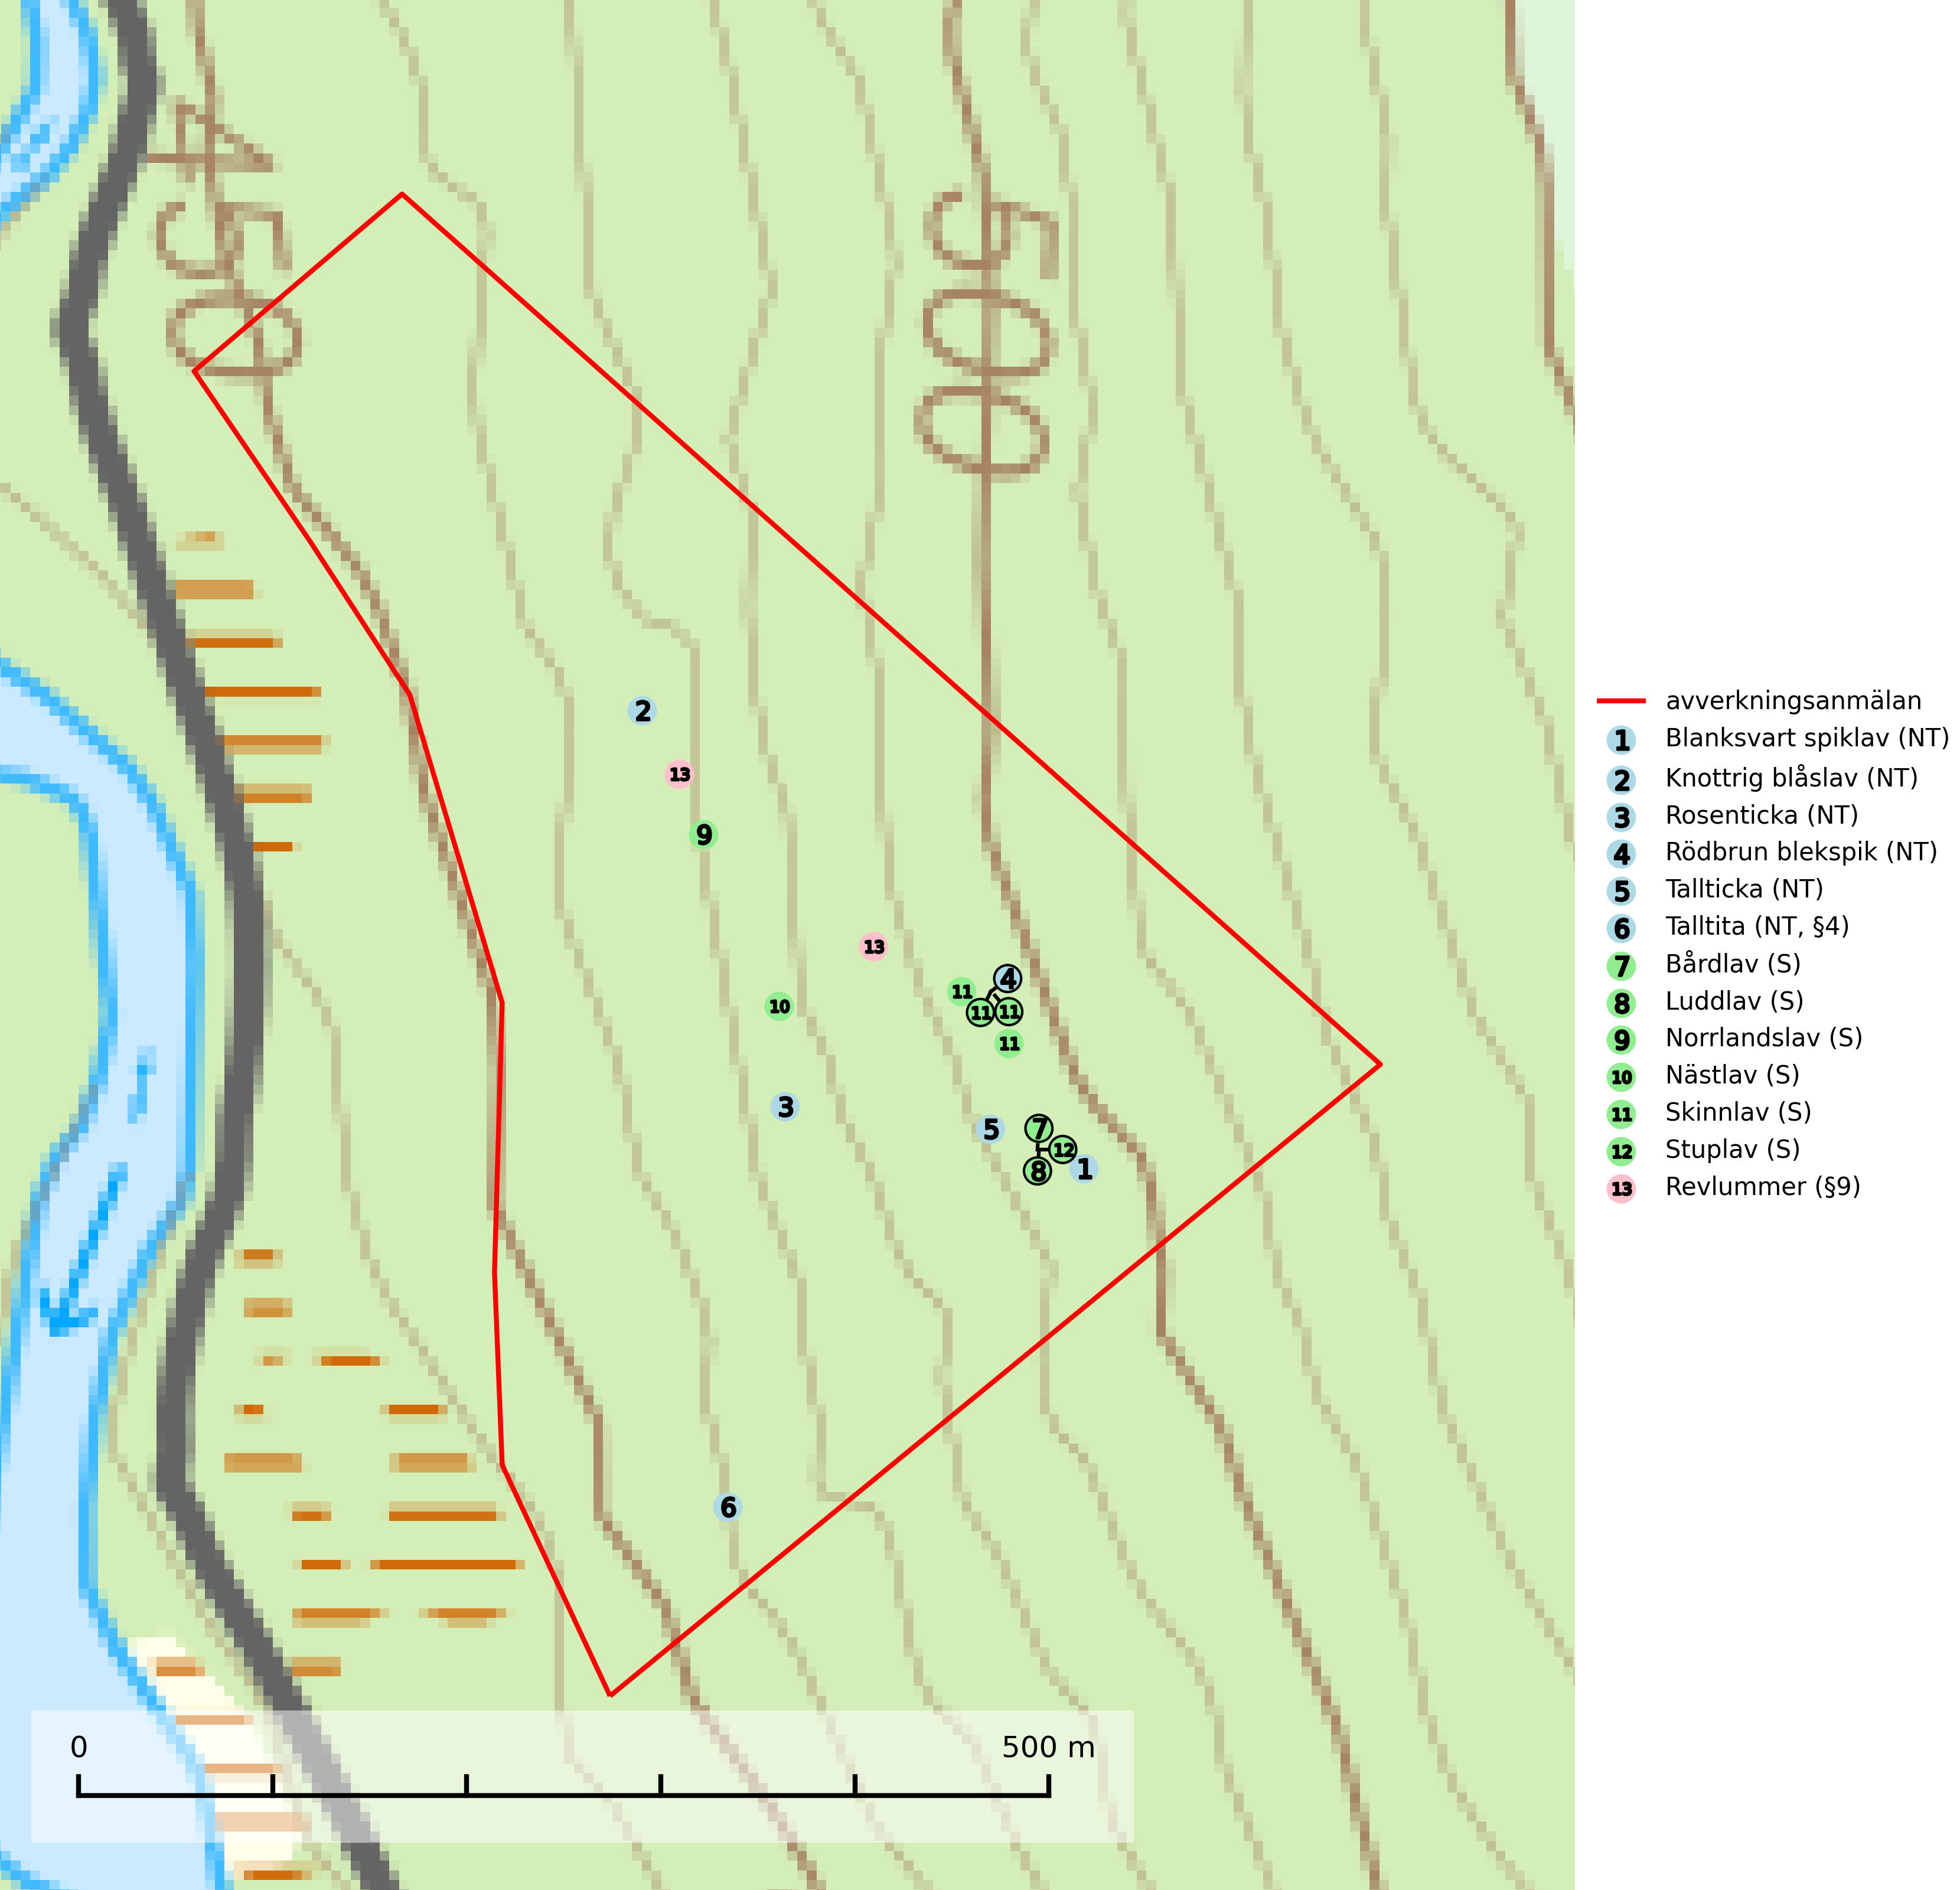 450
500
2
13
9
13
4
11
11
11
10
11
3
7
5
12
8
1
6
0
500 m
avverkningsanmälan
1 Blanksvart spiklav (NT)
2 Knottrig blåslav (NT)
3 Rosenticka (NT)
4 Rödbrun blekspik (NT)
5 Tallticka (NT)
6 Talltita (NT, §4)
7 Bårdlav (S)
8 Luddlav (S)
9 Norrlandslav (S)
10 Nästlav (S)
11 Skinnlav (S)
12 Stuplav (S)
13 Revlummer (§9)